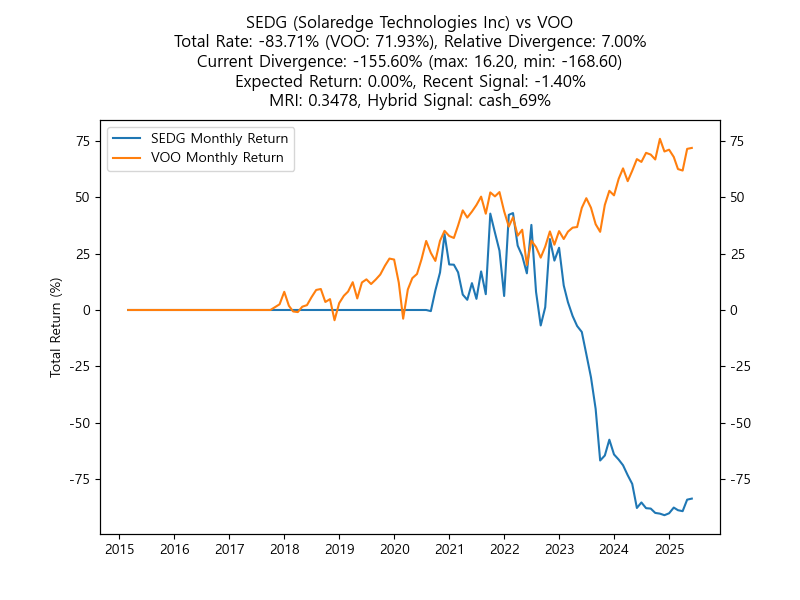 SEDG (Solaredge Technologies Inc) vs VOO
Total Rate: -83.71% (VOO: 71.93%), Relative Divergence: 7.00%
Current Divergence: -155.60% (max: 16.20, min: -168.60)
Expected Return: 0.00%, Recent Signal: -1.40%
MRI: 0.3478, Hybrid Signal: cash_69%
SEDG Monthly Return
VOO Monthly Return
Total Return (%)
75
50
25
0
-25
-50
-75
75
50
25
0
-25
-50
-75
2015 2016 2017 2018 2019 2020 2021 2022 2023 2024 2025